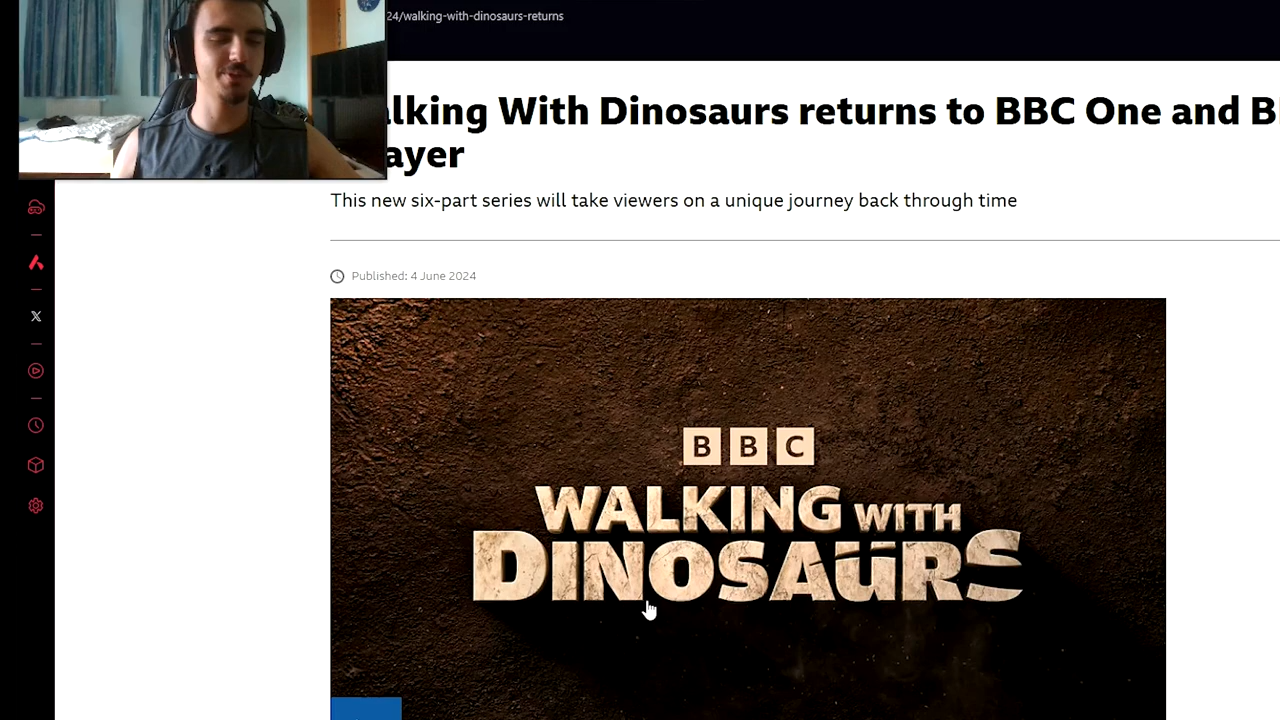 24/walking-with-dinosaurs-returns
alking With Dinosaurs returns to BBC One and B
ayer
This new six-part series will take viewers on a unique journey back through time
Published: 4 June 2024
BBC
WALKING WITH
DINOSAURS